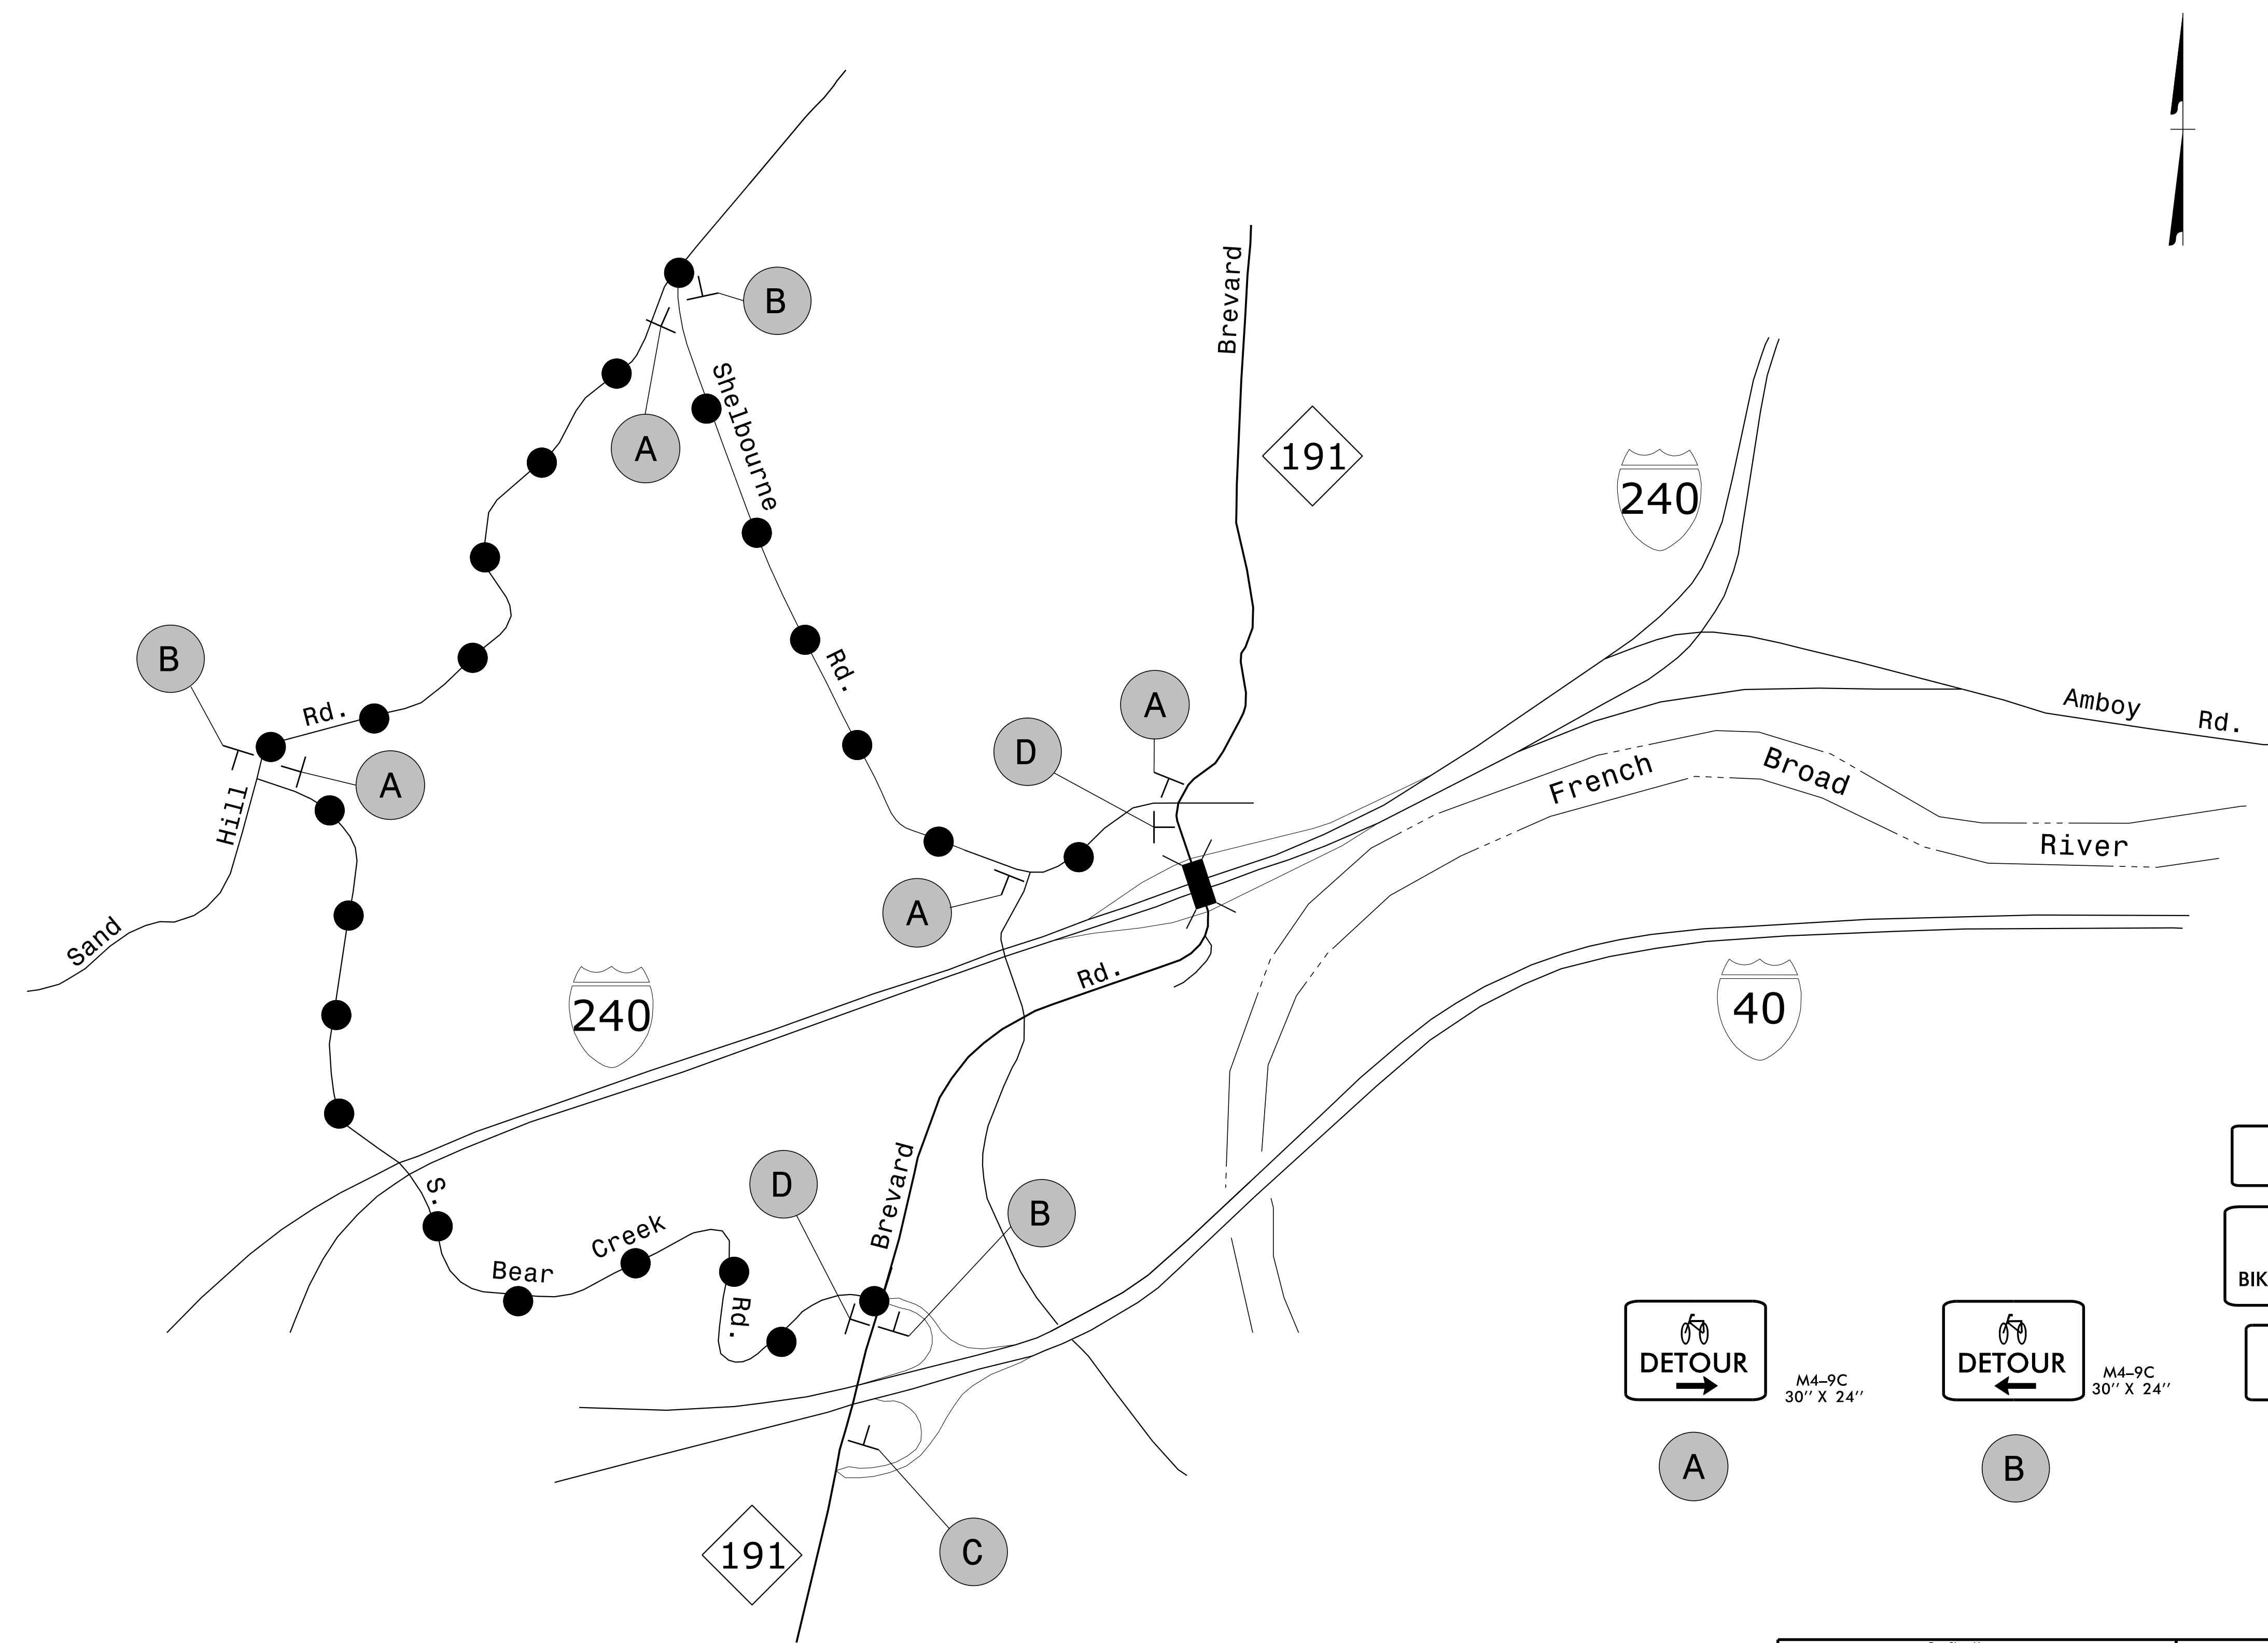 B
A
Shelbourne
Rd.
Brevard
191
240
B
Rd.
A
Hill
Sand
A
D
A
Amboy
Rd.
French
Broad
River
240
Rd.
40
S.
Bear
Creek
Rd.
D
Brevard
B
191
C
DETOUR
M4-9C
30'' X 24''
A
DETOUR
M4-9C
30'' X 24''
B
BIK